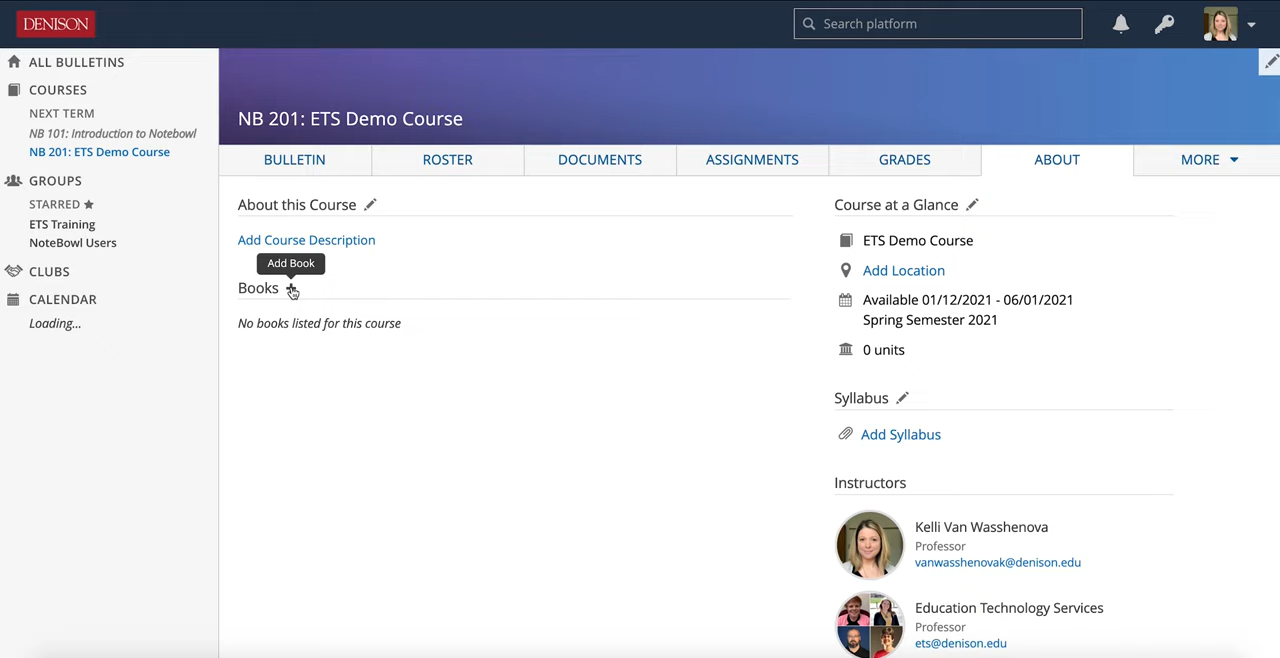 DENISON
Search platform
ALL BULLETINS
COURSES
NEXT TERM
NB 101: Introduction to Notebowl
NB 201: ETS Demo Course
GROUPS
STARRED
ETS Training
NoteBowl Users
CLUBS
CALENDAR
Loading...
NB 201: ETS Demo Course
BULLETIN
ROSTER
DOCUMENTS
ASSIGNMENTS
GRADES
ABOUT
MORE
About this Course
Add Course Description
Add Book
Books
No books listed for this course
Course at a Glance
ETS Demo Course
Add Location
Available 01/12/2021 - 06/01/2021
Spring Semester 2021
0 units
Syllabus
Add Syllabus
Instructors
Kelli Van Wasshenova
Professor
vanwasshenovak@denison.edu
Education Technology Services
Professor
ets@denison.edu